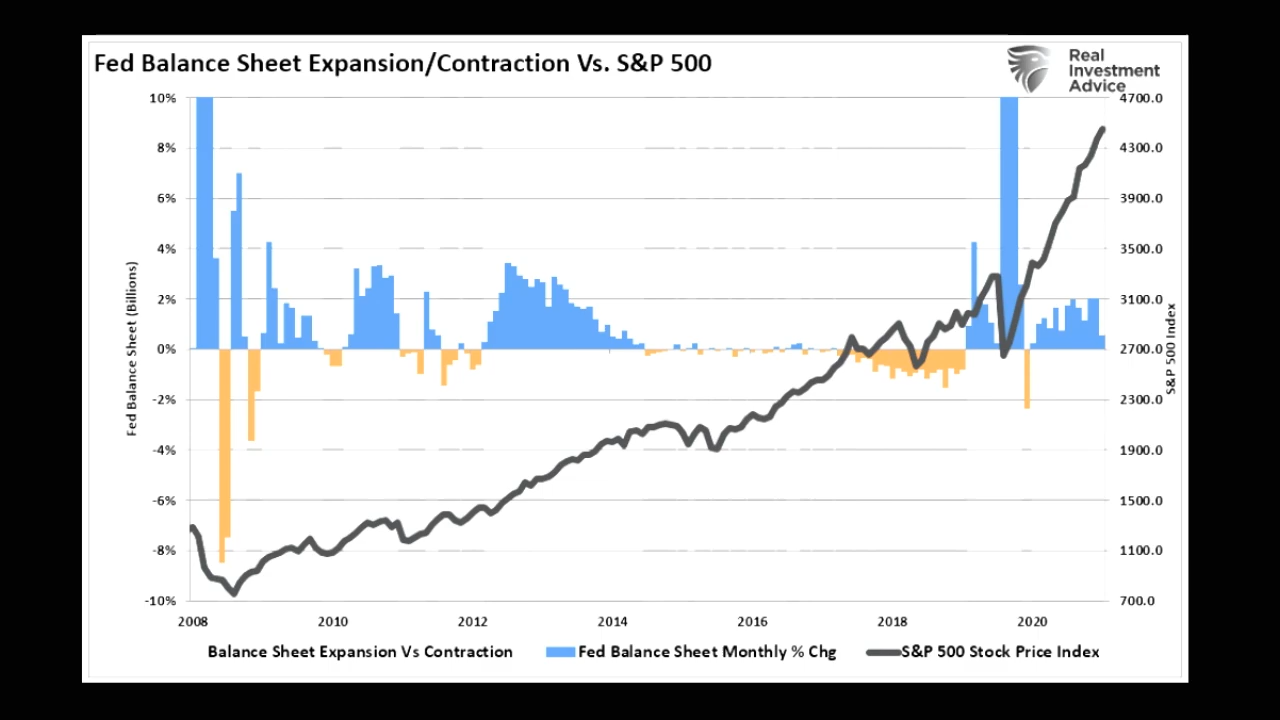 Fed Balance Sheet Expansion/Contraction Vs. S&P 500
Real
Investment
Advice
10%
8%
6%
4%
2%
0%
-2%
-4%
-6%
-8%
-10%
Fed Balance Sheet (Billions)
4700.0
4300.0
3900.0
3500.0
3100.0
2700.0
2300.0
1900.0
1500.0
1100.0
700.0
S&P 500 Index
2008 2010 2012 2014 2016 2018 2020
Balance Sheet Expansion Vs Contraction Fed Balance Sheet Monthly % Chg S&P 500 Stock Price Index